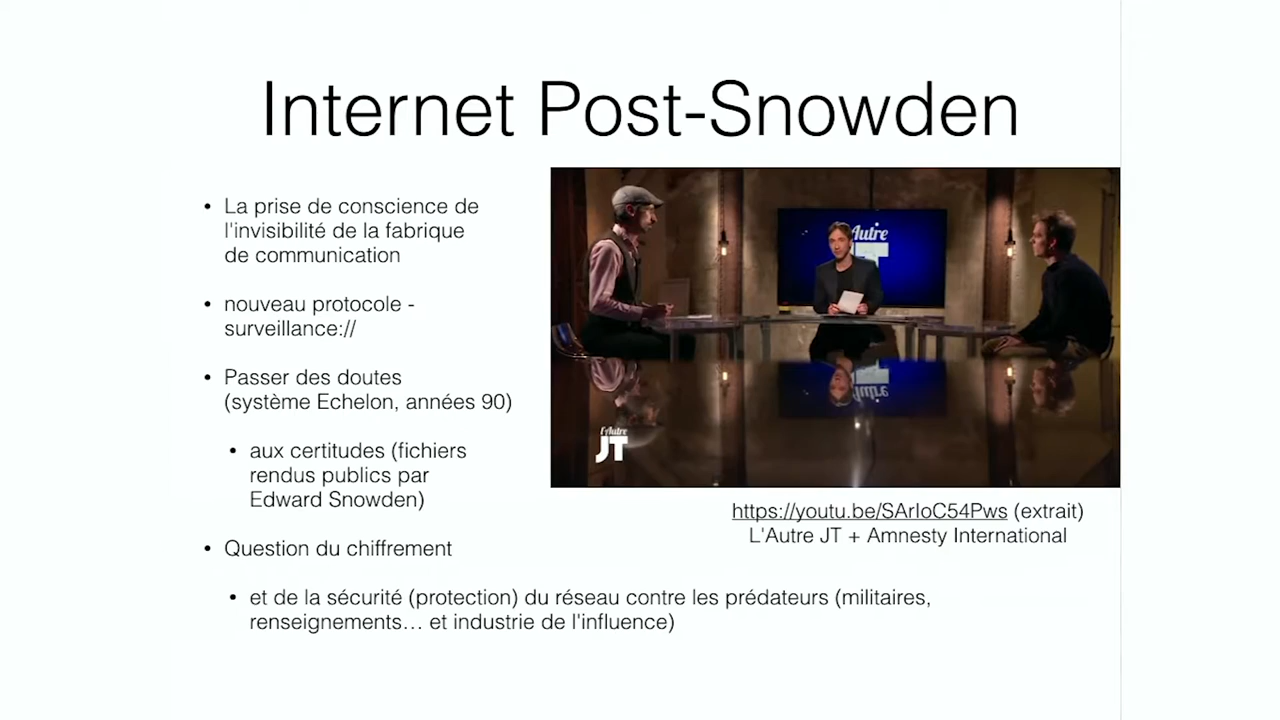 Internet Post-Snowden
• La prise de conscience de
l'invisibilité de la fabrique
de communication
• nouveau protocole -
surveillance://
• Passer des doutes
(système Echelon, années 90)
• aux certitudes (fichiers
rendus publics par
Edward Snowden)
• Question du chiffrement
• et de la sécurité (protection) du réseau contre les prédateurs (militaires,
renseignements… et industrie de l'influence)
l'Autre
JT
l'Autre
JT
https://youtu.be/SArIoC54Pws (extrait)
L'Autre JT + Amnesty International